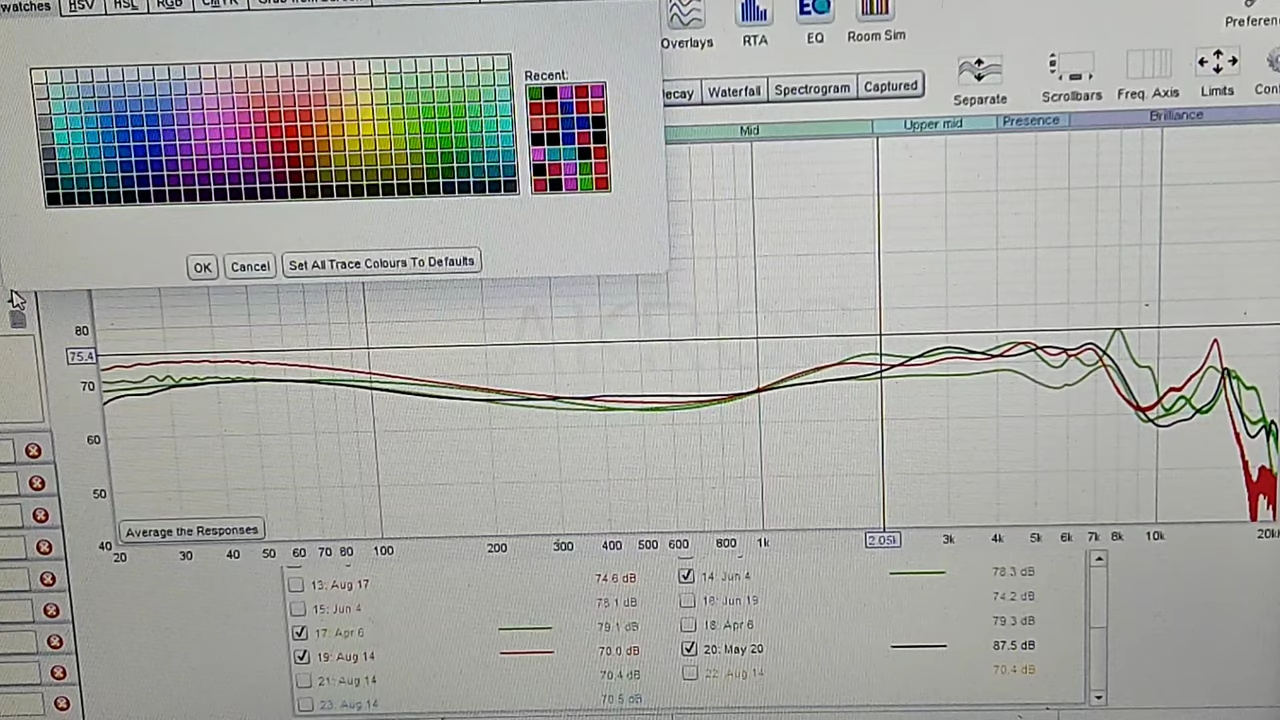 watches HSV HSL RGB CMYK
Recent:
OK Cancel Set All Trace Colours To Defaults
Overlays RTA EQ Room Sim
Separate Scrollbars Freq. Axis Limits
Waterfall Spectrogram Captured
Mid Upper mid Presence Brilliance
80
75.4
70
60
50
40
Average the Responses
20 30 40 50 60 70 80 100 200 300 400 500 600 800 1k 2.05k 3k 4k 5k 6k 7k 8k 10k
13: Aug 17 74.6 dB 14: Jun 4 78.3 dB
15: Jun 4 78.1 dB 16: Jun 19 74.2 dB
17: Apr 6 79.1 dB 18: Apr 6 79.3 dB
19: Aug 14 70.0 dB 20: May 20 87.5 dB
21: Aug 14 70.4 dB 22: Aug 14 70.4 dB
23: Aug 14 70.5 dB